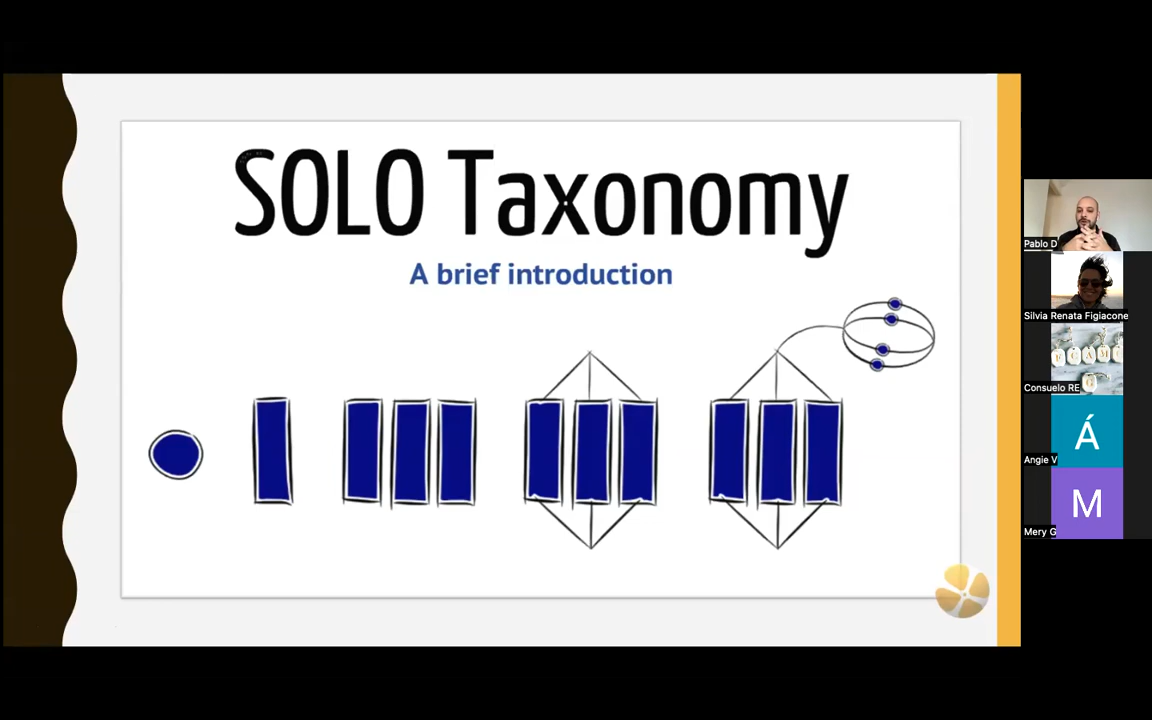 SOLO Taxonomy
A brief introduction
Pablo D
Silvia Renata Figiacone
Consuelo RE
Á
Angie V
M
Mery G